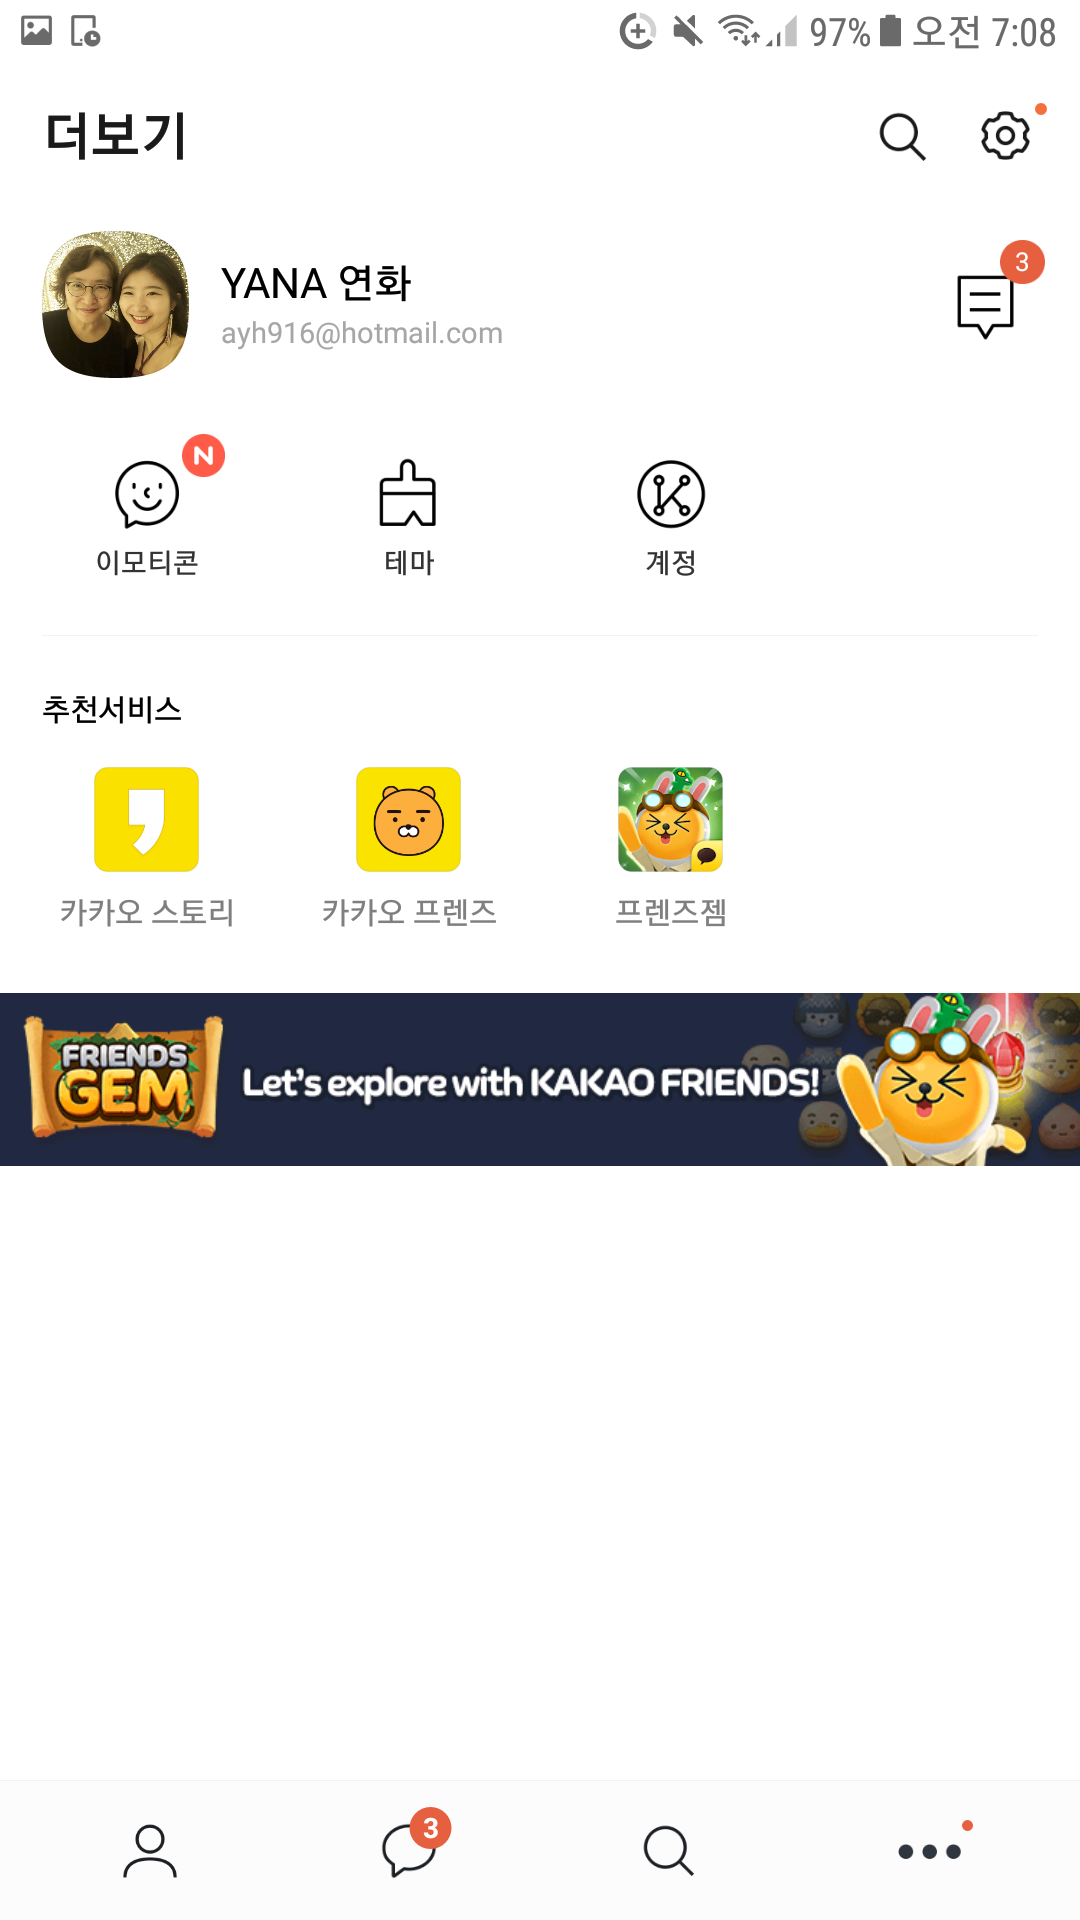 97% 오전 7:08
더보기
3
YANA 연화
ayh916@hotmail.com
N
이모티콘 테마 계정
추천서비스
카카오 스토리 카카오 프렌즈 프렌즈젬
FRIENDS
GEM
Let's explore with KAKAO FRIENDS!
3